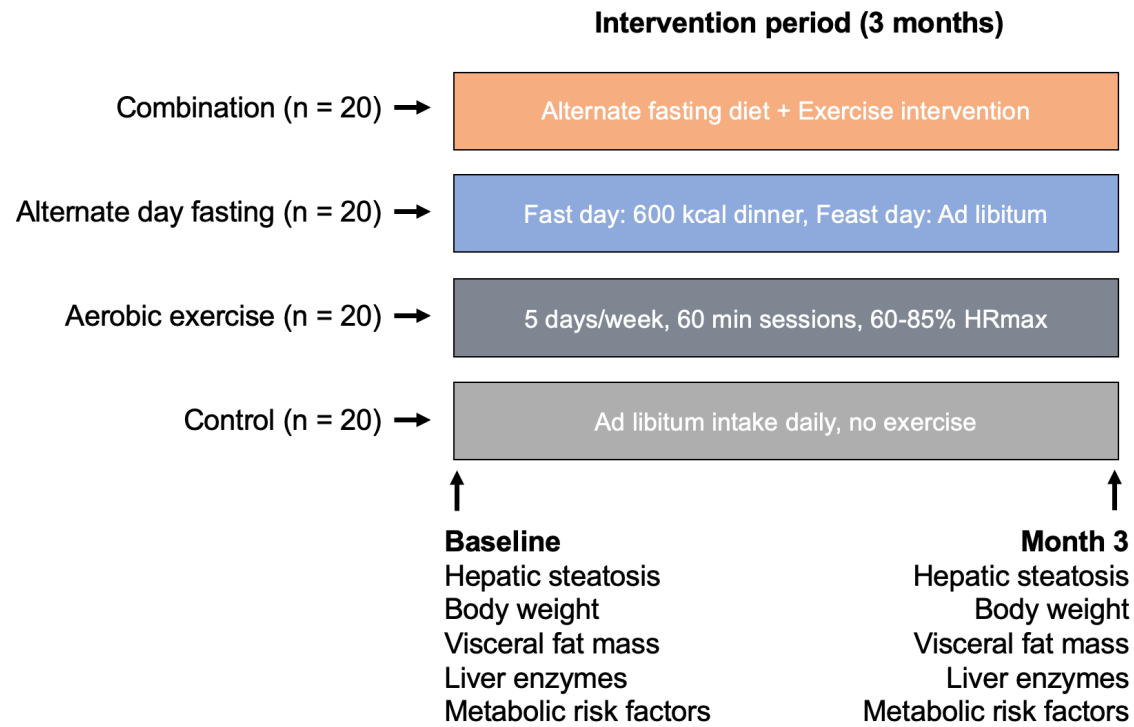 Intervention period (3 months)
Combination (n = 20)
Alternate fasting diet + Exercise intervention
Alternate day fasting (n = 20)
Fast day: 600 kcal dinner, Feast day: Ad libitum
Aerobic exercise (n = 20)
5 days/week, 60 min sessions, 60-85% HRmax
Control (n = 20)
Ad libitum intake daily, no exercise
Baseline
Hepatic steatosis
Body weight
Visceral fat mass
Liver enzymes
Metabolic risk factors
Month 3
Hepatic steatosis
Body weight
Visceral fat mass
Liver enzymes
Metabolic risk factors